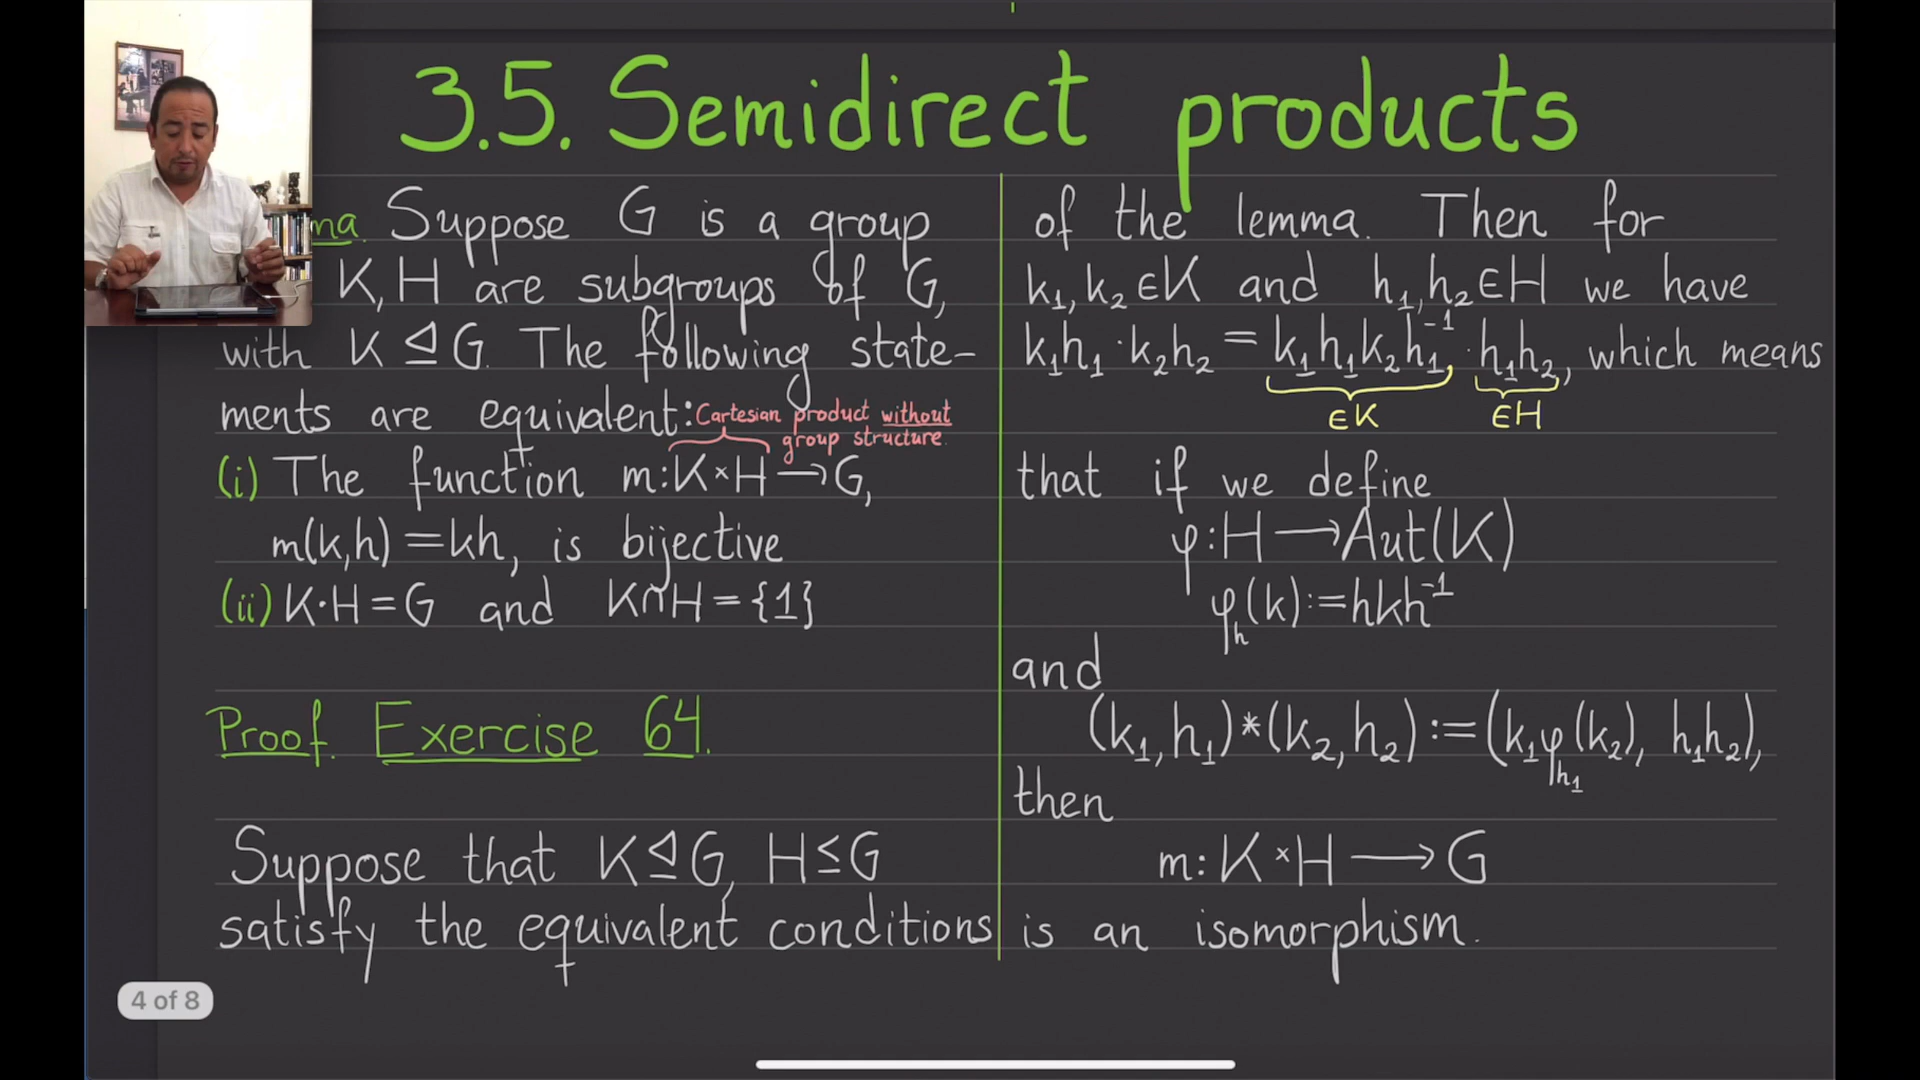 3.5. Semidirect products
ma. Suppose G is a group
K, H are subgroups of G,
with K ⊴ G. The following state-
ments are equivalent:
Cartesian product without
group structure.
(i) The function m: K×H → G,
m(k,h) = kh, is bijective
(ii) K·H = G and K∩H = {1}
Proof. Exercise 64.
Suppose that K ⊴ G, H ≤ G
satisfy the equivalent conditions
of the lemma. Then for
k₁, k₂ ∈ K and h₁, h₂ ∈ H we have
k₁h₁ · k₂h₂ = k₁h₁k₂h₁⁻¹ · h₁h₂, which means
∈K ∈H
that if we define
φ: H → Aut(K)
φₕ(k) := hkh⁻¹
and
(k₁, h₁) * (k₂, h₂) := (k₁φ_{h₁}(k₂), h₁h₂),
then
m: K×H → G
is an isomorphism.
4 of 8